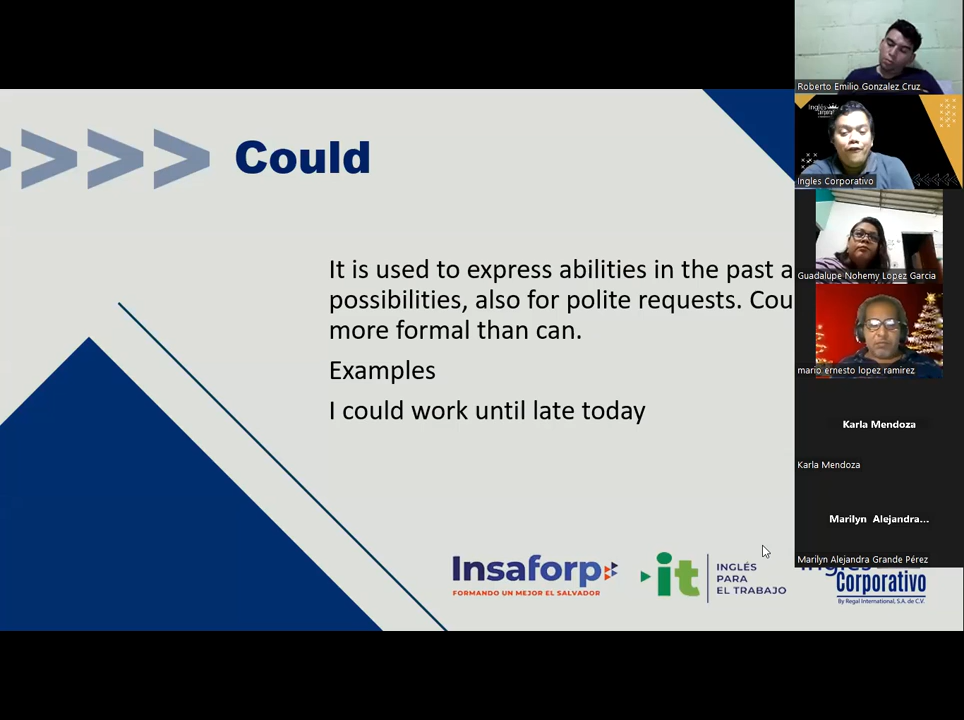 Could
It is used to express abilities in the past a
possibilities, also for polite requests. Cou
more formal than can.
Examples
I could work until late today
Insaforp
FORMANDO UN MEJOR EL SALVADOR
it
INGLÉS
PARA
EL TRABAJO
Corporativo
By Regal International, S.A. de C.V.
Roberto Emilio Gonzalez Cruz
Ingles Corporativo
Guadalupe Nohemy Lopez Garcia
mario ernesto lopez ramirez
Karla Mendoza
Karla Mendoza
Marilyn Alejandra...
Marilyn Alejandra Grande Pérez